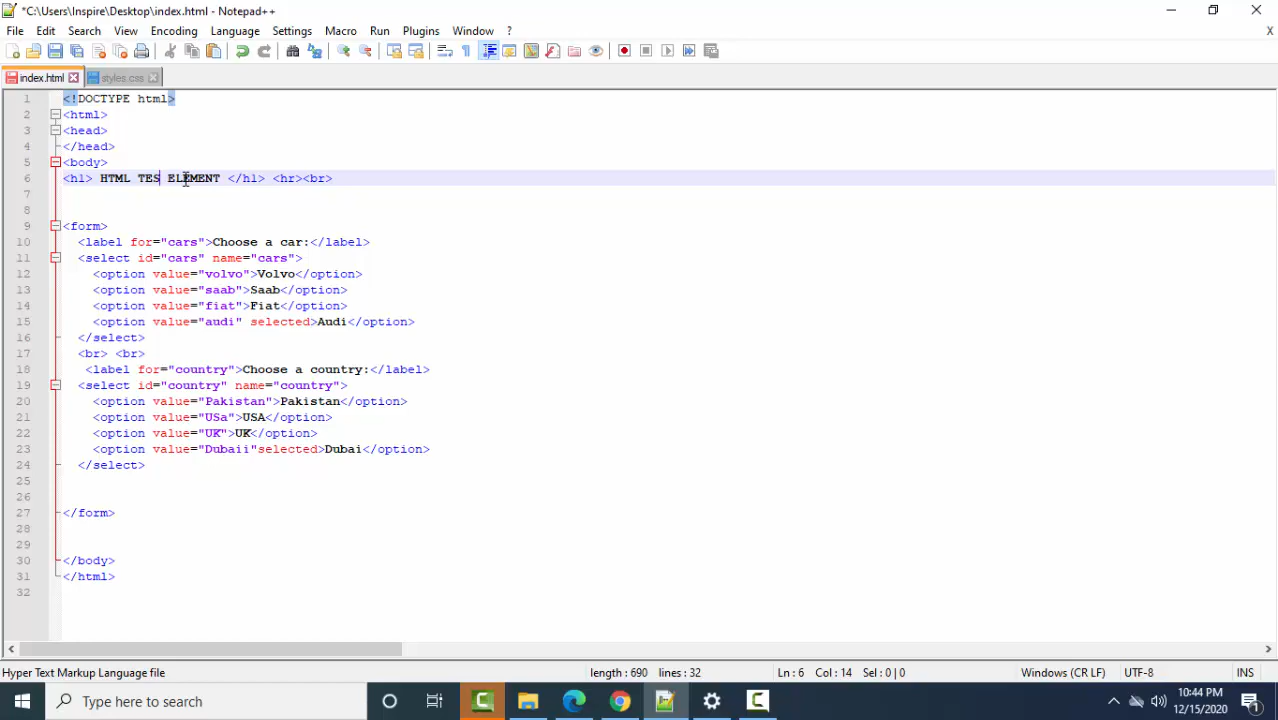 *C:\Users\Inspire\Desktop\index.html - Notepad++
File Edit Search View Encoding Language Settings Macro Run Plugins Window ? X
index.html styles.css
1 <!DOCTYPE html>
2 <html>
3 <head>
4 </head>
5 <body>
6 <h1> HTML TES ELEMENT </h1> <hr><br>
7
8
9 <form>
10 <label for="cars">Choose a car:</label>
11 <select id="cars" name="cars">
12 <option value="volvo">Volvo</option>
13 <option value="saab">Saab</option>
14 <option value="fiat">Fiat</option>
15 <option value="audi" selected>Audi</option>
16 </select>
17 <br> <br>
18 <label for="country">Choose a country:</label>
19 <select id="country" name="country">
20 <option value="Pakistan">Pakistan</option>
21 <option value="USa">USA</option>
22 <option value="UK">UK</option>
23 <option value="Dubaii"selected>Dubai</option>
24 </select>
25
26
27 </form>
28
29
30 </body>
31 </html>
32
Hyper Text Markup Language file length : 690 lines : 32 Ln : 6 Col : 14 Sel : 0 | 0 Windows (CR LF) UTF-8 INS
Type here to search 10:44 PM
12/15/2020 1